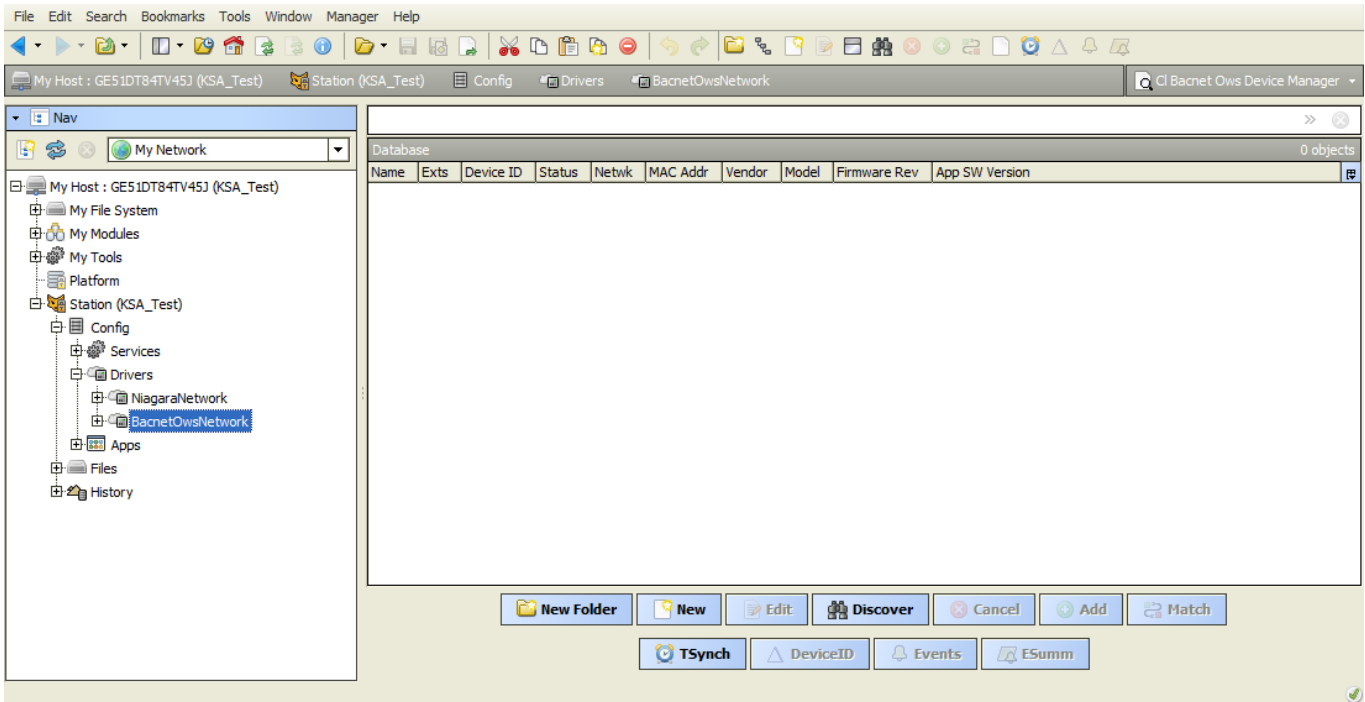 File Edit Search Bookmarks Tools Window Manager Help
My Host : GE51DT84TV45J (KSA_Test) Station (KSA_Test) Config Drivers BacnetOwsNetwork Cl Bacnet Ows Device Manager
Nav
My Network
Database 0 objects
Name Exts Device ID Status Netwk MAC Addr Vendor Model Firmware Rev App SW Version
My Host : GE51DT84TV45J (KSA_Test)
My File System
My Modules
My Tools
Platform
Station (KSA_Test)
Config
Services
Drivers
NiagaraNetwork
BacnetOwsNetwork
Apps
Files
History
New Folder New Edit Discover Cancel Add Match
TSynch DeviceID Events ESumm